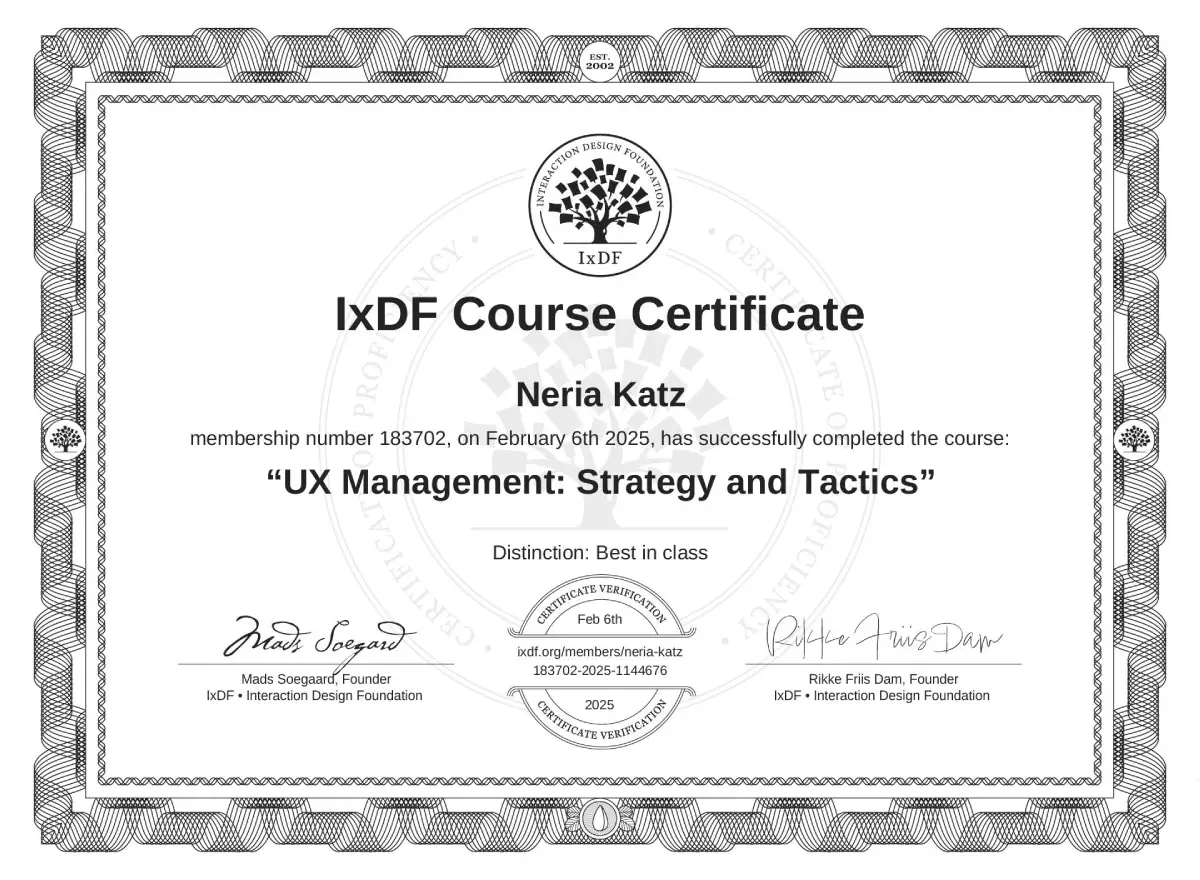 EST.
2002
INTERACTION DESIGN FOUNDATION
IxDF
• CERTIFICATE OF PROFICIENCY •
• CERTIFICATE OF PROFICIENCY •
IxDF Course Certificate
Neria Katz
membership number 183702, on February 6th 2025, has successfully completed the course:
“UX Management: Strategy and Tactics”
Distinction: Best in class
CERTIFICATE VERIFICATION
Feb 6th
ixdf.org/members/neria-katz
183702-2025-1144676
2025
CERTIFICATE VERIFICATION
Mads Soegaard
Mads Soegaard, Founder
IxDF • Interaction Design Foundation
Rikke Friis Dam
Rikke Friis Dam, Founder
IxDF • Interaction Design Foundation